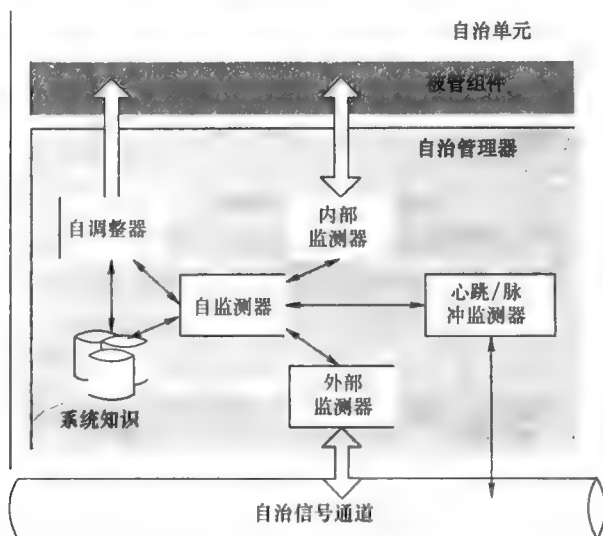 自治单元
被管组件
自治管理器
自调整器
内部
监测器
自监测器
心跳/脉
冲监测器
外部
监测器
系统知识
自治信号通道